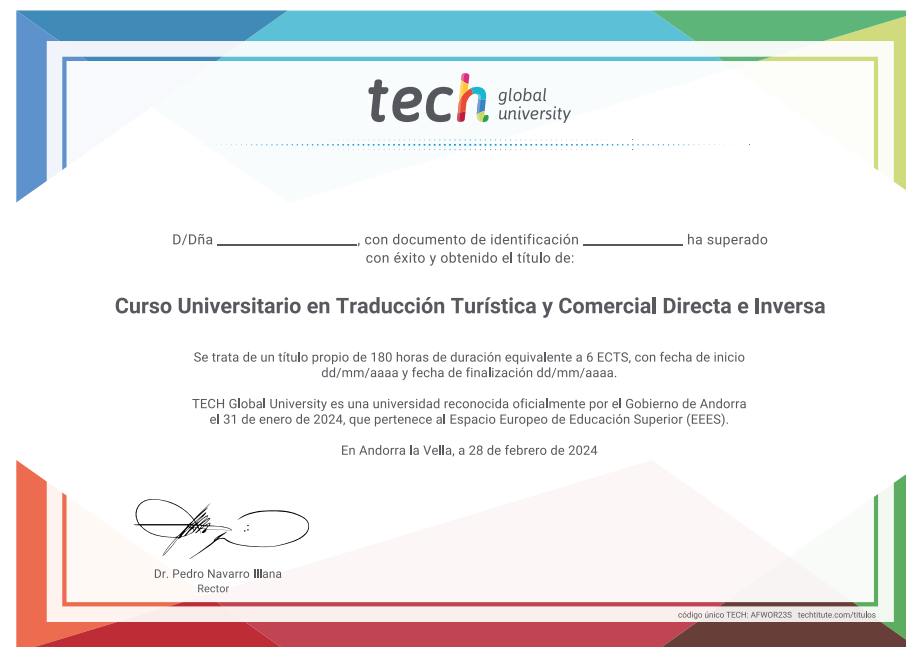 tech global university
D/Dña ____________________, con documento de identificación ______________ ha superado
con éxito y obtenido el título de:
Curso Universitario en Traducción Turística y Comercial Directa e Inversa
Se trata de un título propio de 180 horas de duración equivalente a 6 ECTS, con fecha de inicio
dd/mm/aaaa y fecha de finalización dd/mm/aaaa.
TECH Global University es una universidad reconocida oficialmente por el Gobierno de Andorra
el 31 de enero de 2024, que pertenece al Espacio Europeo de Educación Superior (EEES).
En Andorra la Vella, a 28 de febrero de 2024
Dr. Pedro Navarro Illana
Rector
código único TECH: AFWOR23S techtitute.com/titulos